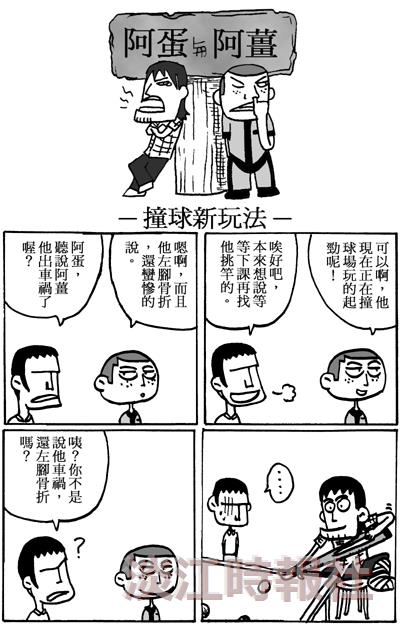 阿蛋 阿薑
－撞球新玩法－
阿蛋，
聽說阿薑
他出車禍了
喔？
嗯啊，而且
他左腳骨折
，還蠻慘的
說。
唉好吧，
本來想說等
等下課再找
他挑竿的。
可以啊，他
現在正在撞
球場玩的起
勁呢！
咦？你不是
說他車禍，
還左腳骨折
嗎？
?
....
淡江時報社